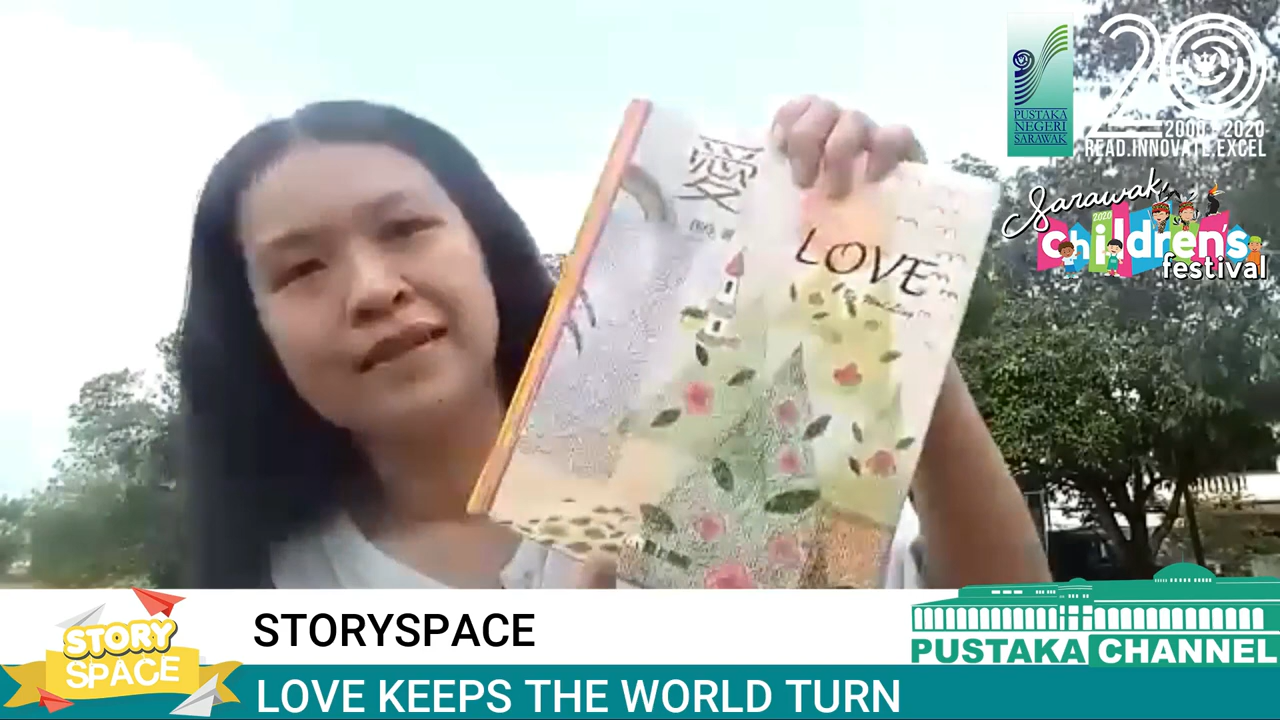 愛
LOVE
PUSTAKA
NEGERI
SARAWAK
20
2000 - 2020
READ.INNOVATE.EXCEL
Sarawak
2020
children's
festival
STORY
SPACE
STORYSPACE
LOVE KEEPS THE WORLD TURN
PUSTAKA CHANNEL